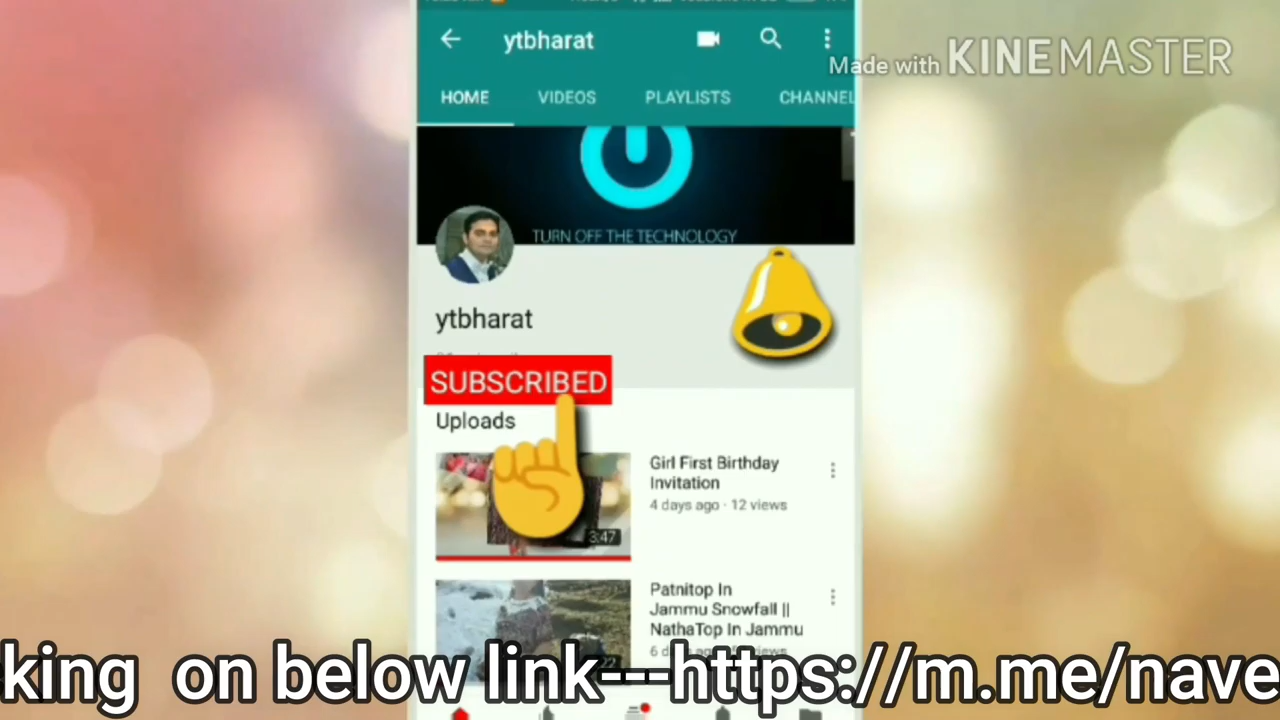 ytbharat
Made with KINEMASTER
HOME VIDEOS PLAYLISTS CHANNEL
TURN OFF THE TECHNOLOGY
ytbharat
SUBSCRIBED
Uploads
Girl First Birthday
Invitation
4 days ago · 12 views
3:47
Patnitop In
Jammu Snowfall ||
NathaTop In Jammu
king on below link---https://m.me/nave